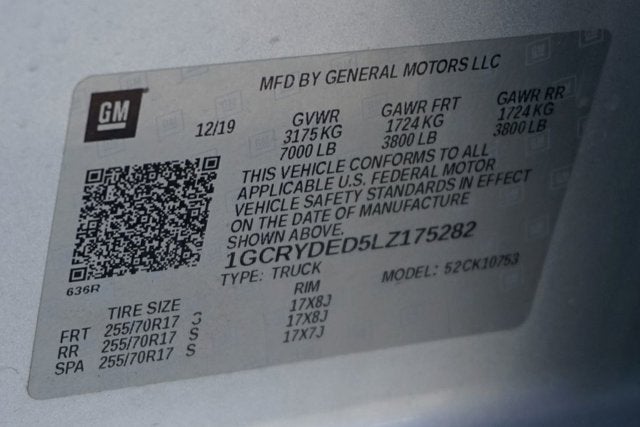 MFD BY GENERAL MOTORS LLC
GM
12/19
GVWR GAWR FRT GAWR RR
3175 KG 1724 KG 1724 KG
7000 LB 3800 LB 3800 LB
THIS VEHICLE CONFORMS TO ALL
APPLICABLE U.S. FEDERAL MOTOR
VEHICLE SAFETY STANDARDS IN EFFECT
ON THE DATE OF MANUFACTURE
SHOWN ABOVE.
1GCRYDED5LZ175282
636R
TYPE: TRUCK MODEL: 52CK10753
TIRE SIZE RIM
FRT 255/70R17 S 17X8J
RR 255/70R17 S 17X8J
SPA 255/70R17 S 17X7J